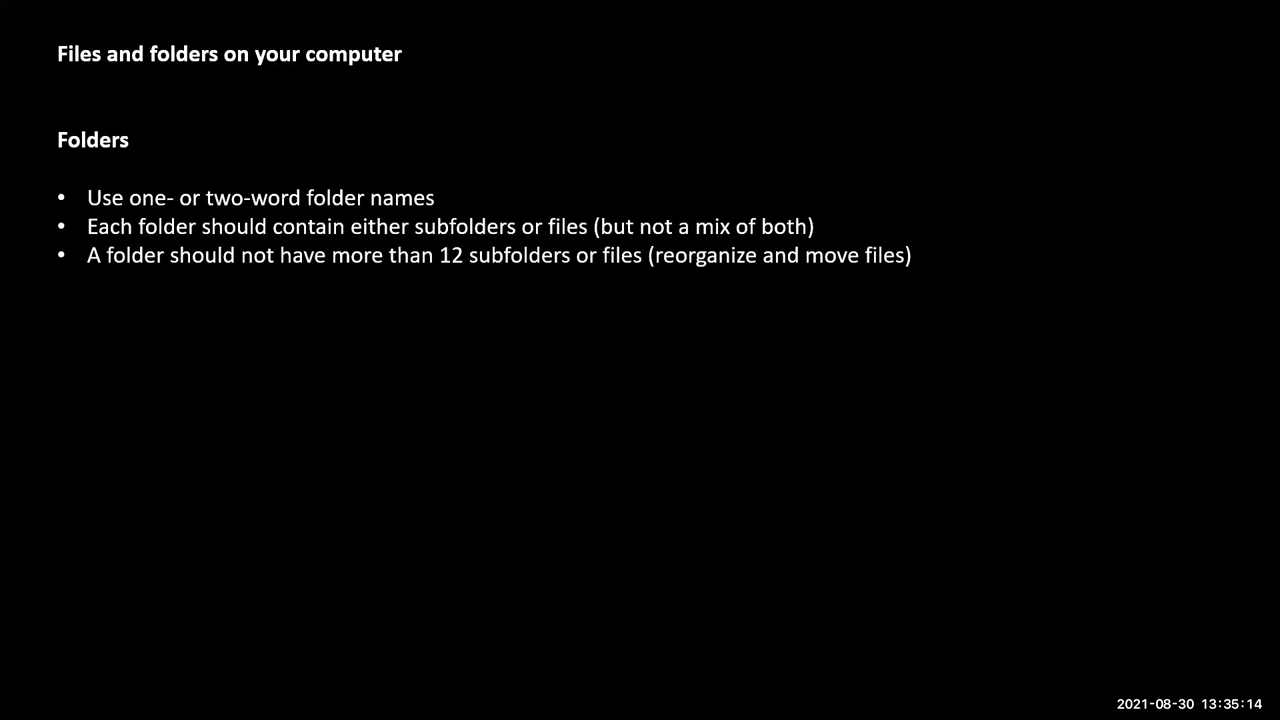 Files and folders on your computer
Folders
• Use one- or two-word folder names
• Each folder should contain either subfolders or files (but not a mix of both)
• A folder should not have more than 12 subfolders or files (reorganize and move files)
2021-08-30 13:35:14